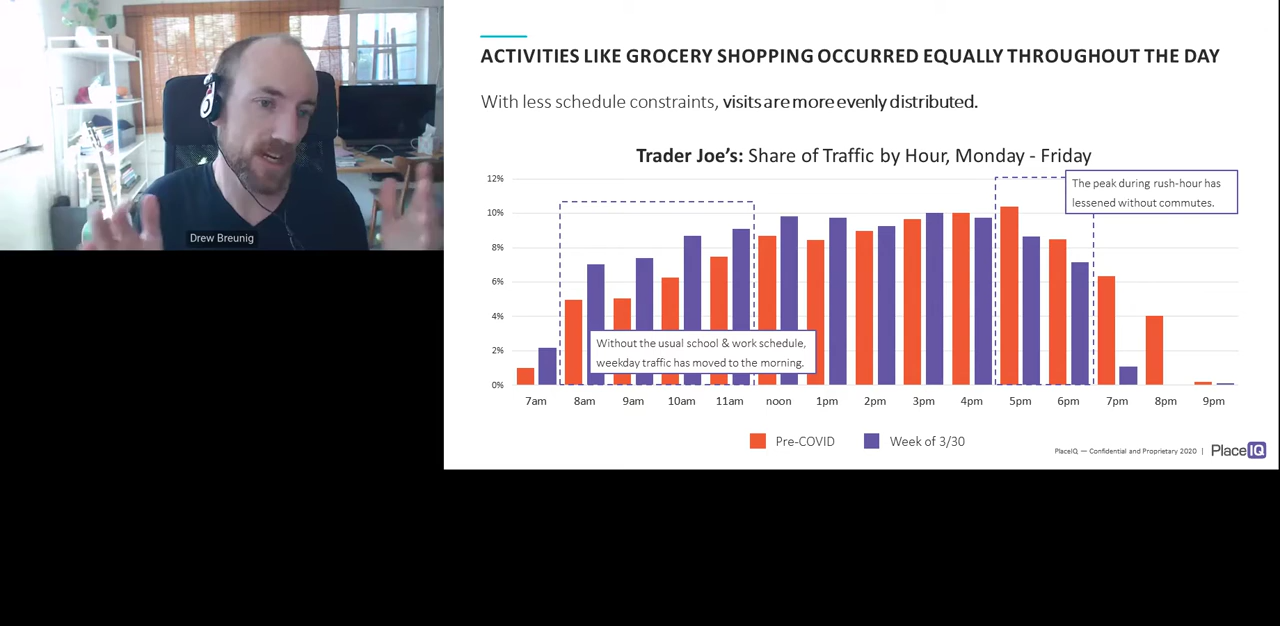 Drew Breunig
ACTIVITIES LIKE GROCERY SHOPPING OCCURRED EQUALLY THROUGHOUT THE DAY
With less schedule constraints, visits are more evenly distributed.
Trader Joe's: Share of Traffic by Hour, Monday - Friday
The peak during rush-hour has
lessened without commutes.
12%
10%
8%
6%
4%
2%
0%
Without the usual school & work schedule,
weekday traffic has moved to the morning.
7am 8am 9am 10am 11am noon 1pm 2pm 3pm 4pm 5pm 6pm 7pm 8pm 9pm
Pre-COVID Week of 3/30
PlaceIQ — Confidential and Proprietary 2020 | PlaceIQ